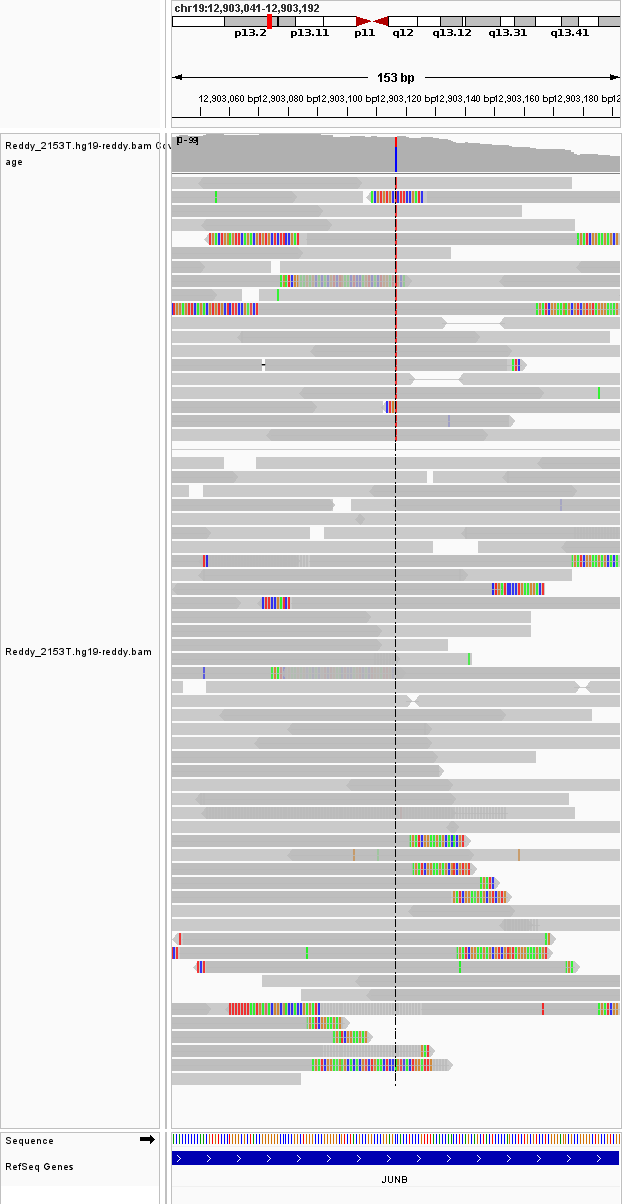 chr19:12,903,041-12,903,192
p13.2 p13.11 p11 q12 q13.12 q13.31 q13.41
153 bp
12,903,060 bp 12,903,080 bp 12,903,100 bp 12,903,120 bp 12,903,140 bp 12,903,160 bp 12,903,180 bp 12
Reddy_2153T.hg19-reddy.bam Cov
age
[0-99]
Reddy_2153T.hg19-reddy.bam
Sequence
RefSeq Genes
JUNB